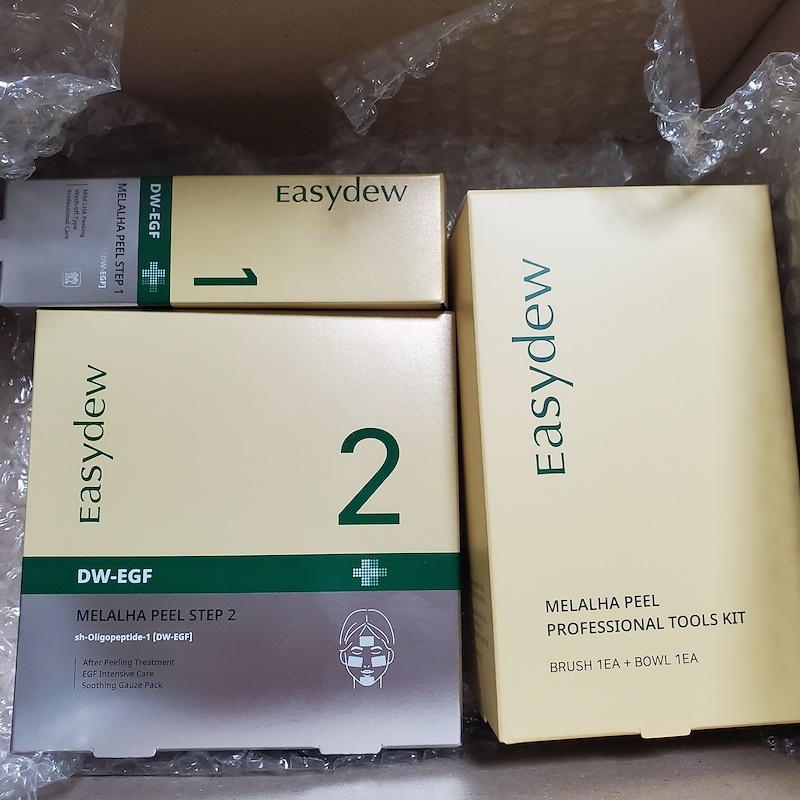 Easydew
1
DW-EGF
MELALHA PEEL STEP 1
[DW-EGF]
Mild LHA Peeling
Wash-off Type
Professional Care
Easydew
2
DW-EGF
MELALHA PEEL STEP 2
sh-Oligopeptide-1 [DW-EGF]
After Peeling Treatment
EGF Intensive Care
Soothing Gauze Pack
Easydew
MELALHA PEEL
PROFESSIONAL TOOLS KIT
BRUSH 1EA + BOWL 1EA